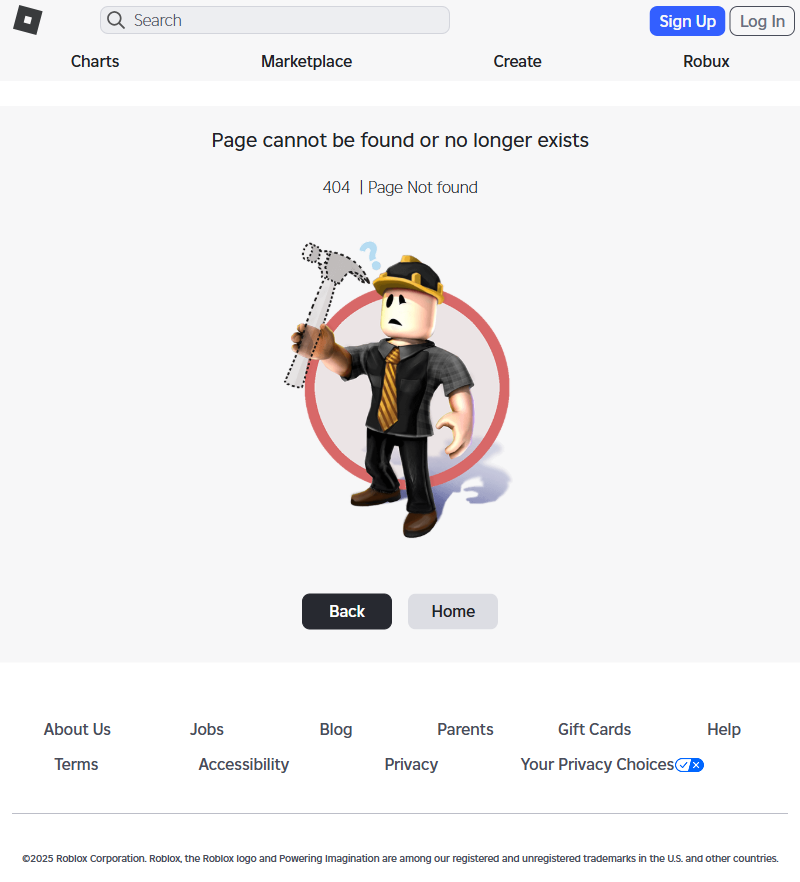 Search
Sign Up
Log In
Charts
Marketplace
Create
Robux
Page cannot be found or no longer exists
404 | Page Not found
?
Back
Home
About Us
Jobs
Blog
Parents
Gift Cards
Help
Terms
Accessibility
Privacy
Your Privacy Choices
©2025 Roblox Corporation. Roblox, the Roblox logo and Powering Imagination are among our registered and unregistered trademarks in the U.S. and other countries.